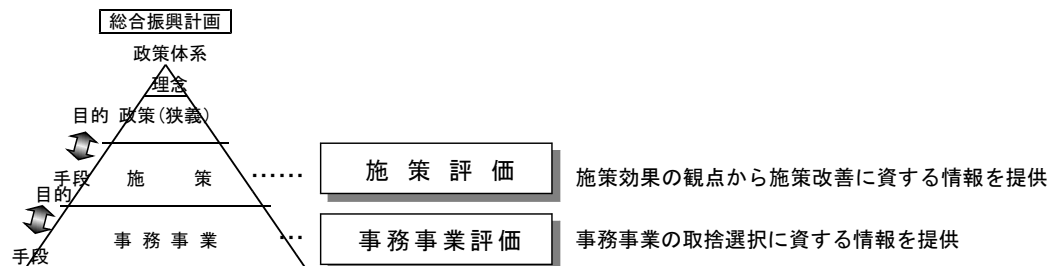 総合振興計画
政策体系
理念
目的 政策(狭義)
手段 施 策 ‥‥‥ 施 策 評 価 施策効果の観点から施策改善に資する情報を提供
目的
事 務 事 業 ‥· 事務事業評価 事務事業の取捨選択に資する情報を提供
手段